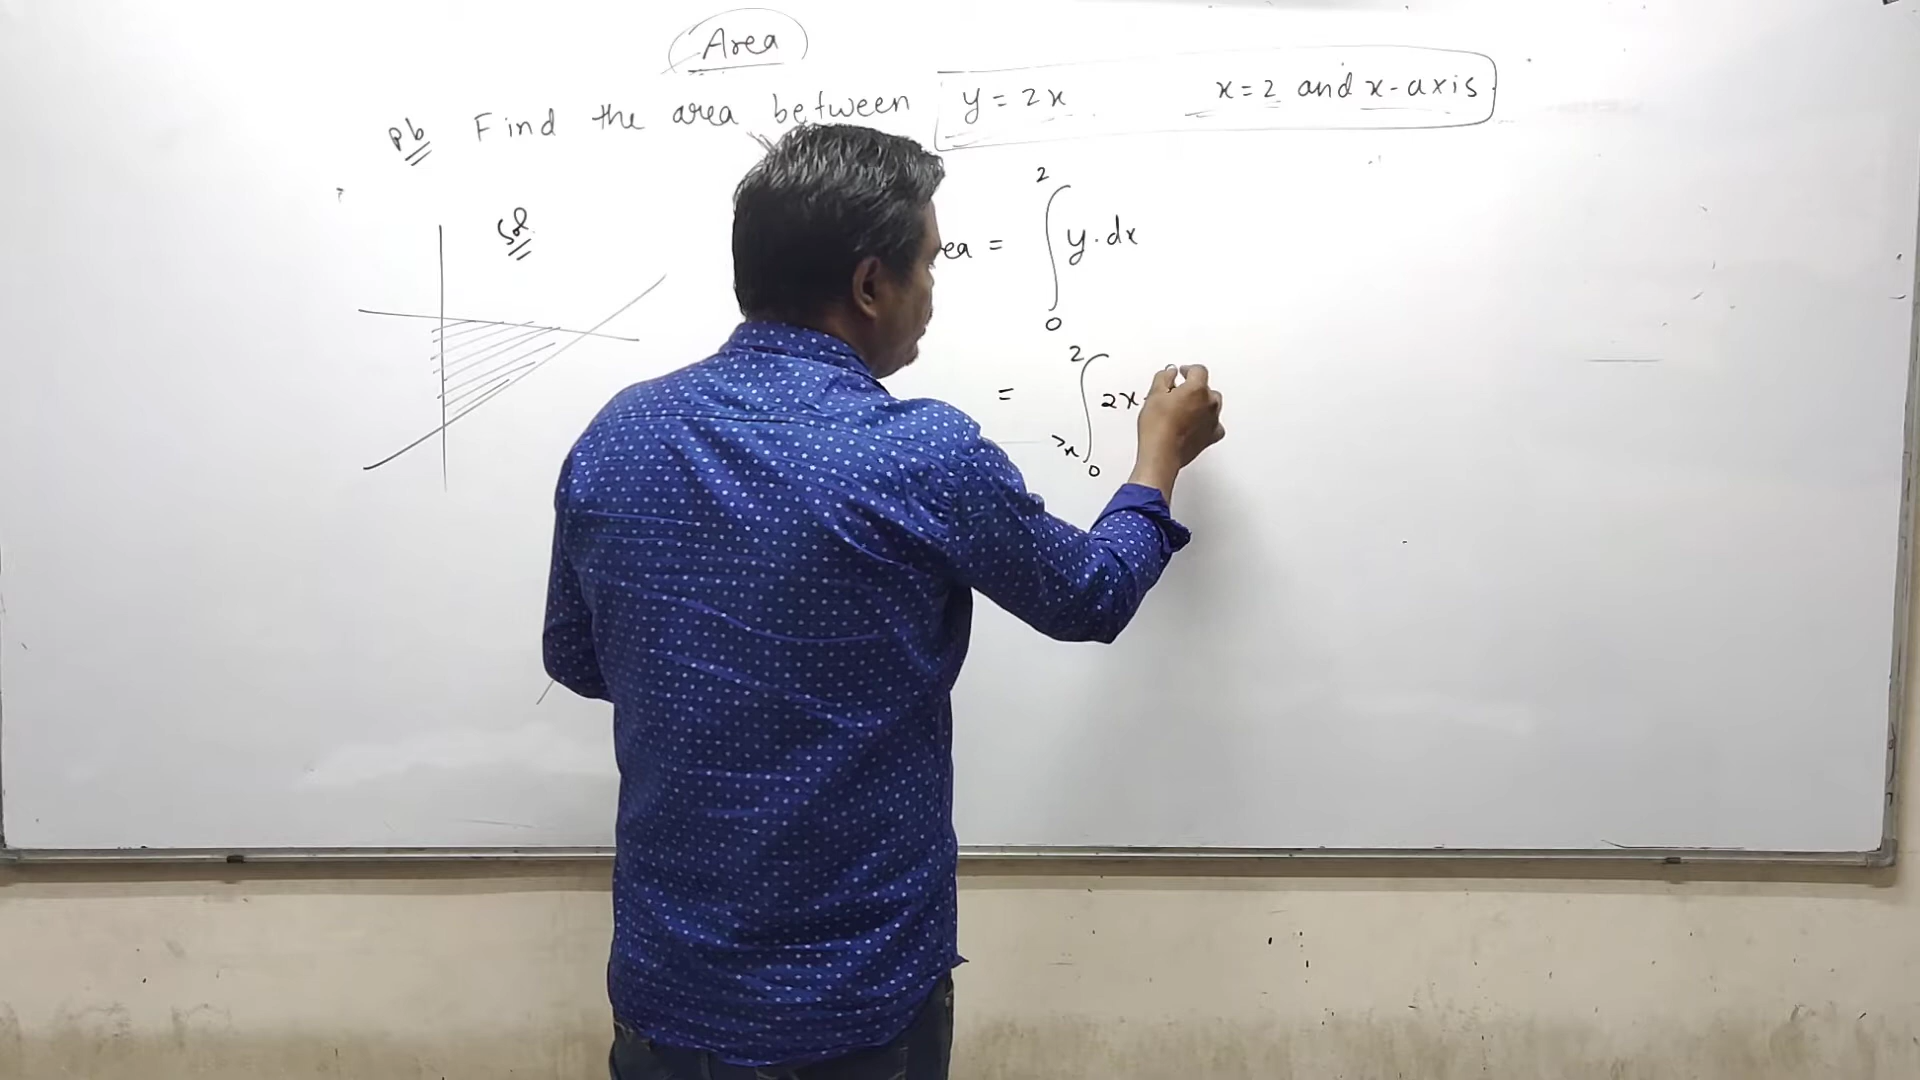 Area
Pb Find the area between y = 2x x = 2 and x-axis
Sol.
ea = ∫₀² y. dx
= ∫₀² 2x.